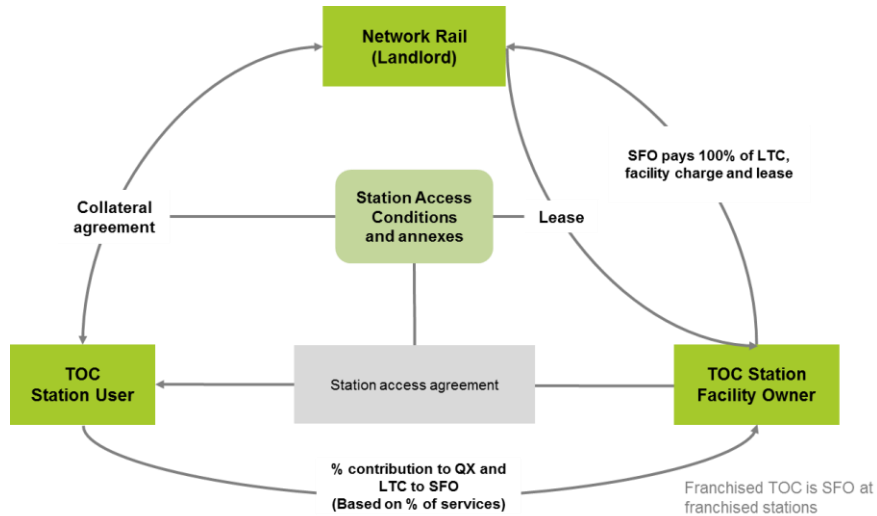 Network Rail
(Landlord)
SFO pays 100% of LTC,
facility charge and lease
Station Access
Conditions
and annexes
Collateral
agreement
Lease
TOC
Station User
Station access agreement
TOC Station
Facility Owner
% contribution to QX and
LTC to SFO
(Based on % of services)
Franchised TOC is SFO at
franchised stations